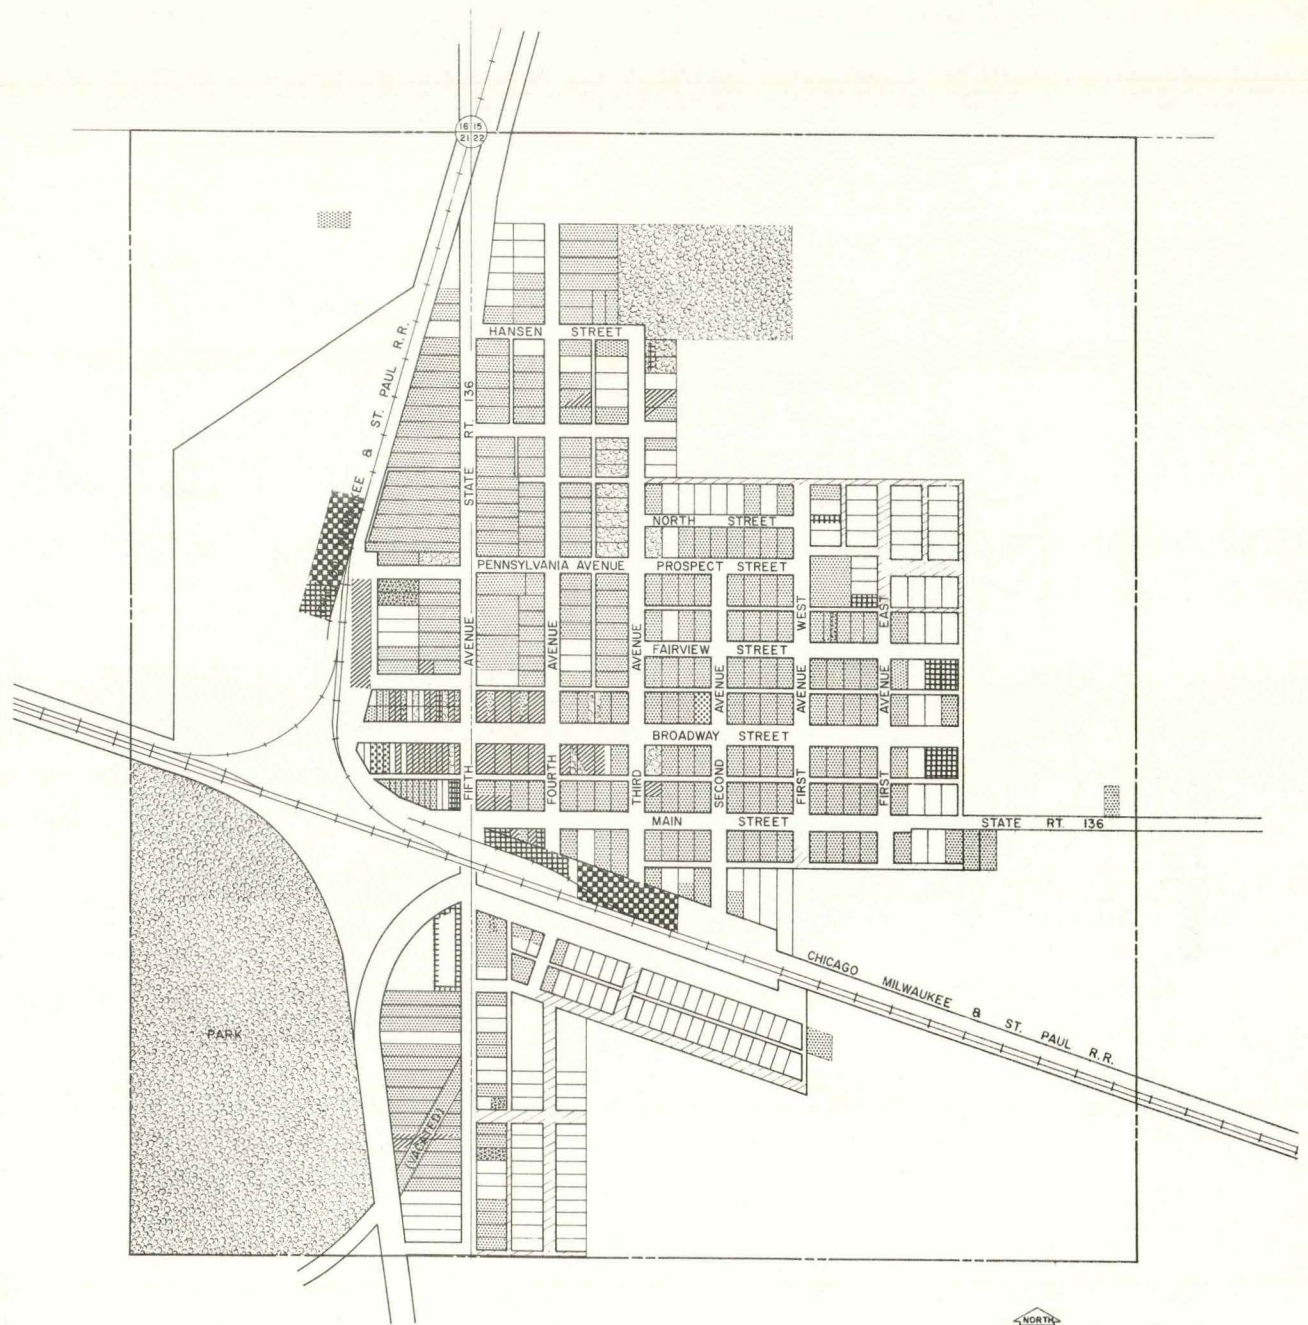 16 15
21 22
HANSEN STREET
STATE RT. 136
& ST. PAUL R.R.
NORTH STREET
PENNSYLVANIA AVENUE
PROSPECT STREET
WEST
EAST
FAIRVIEW STREET
FIFTH AVENUE
FOURTH AVENUE
THIRD AVENUE
SECOND AVENUE
FIRST AVENUE
FIRST AVENUE
BROADWAY STREET
MAIN STREET
STATE RT. 136
CHICAGO MILWAUKEE & ST. PAUL R.R.
PARK
(VACATED)
NORTH